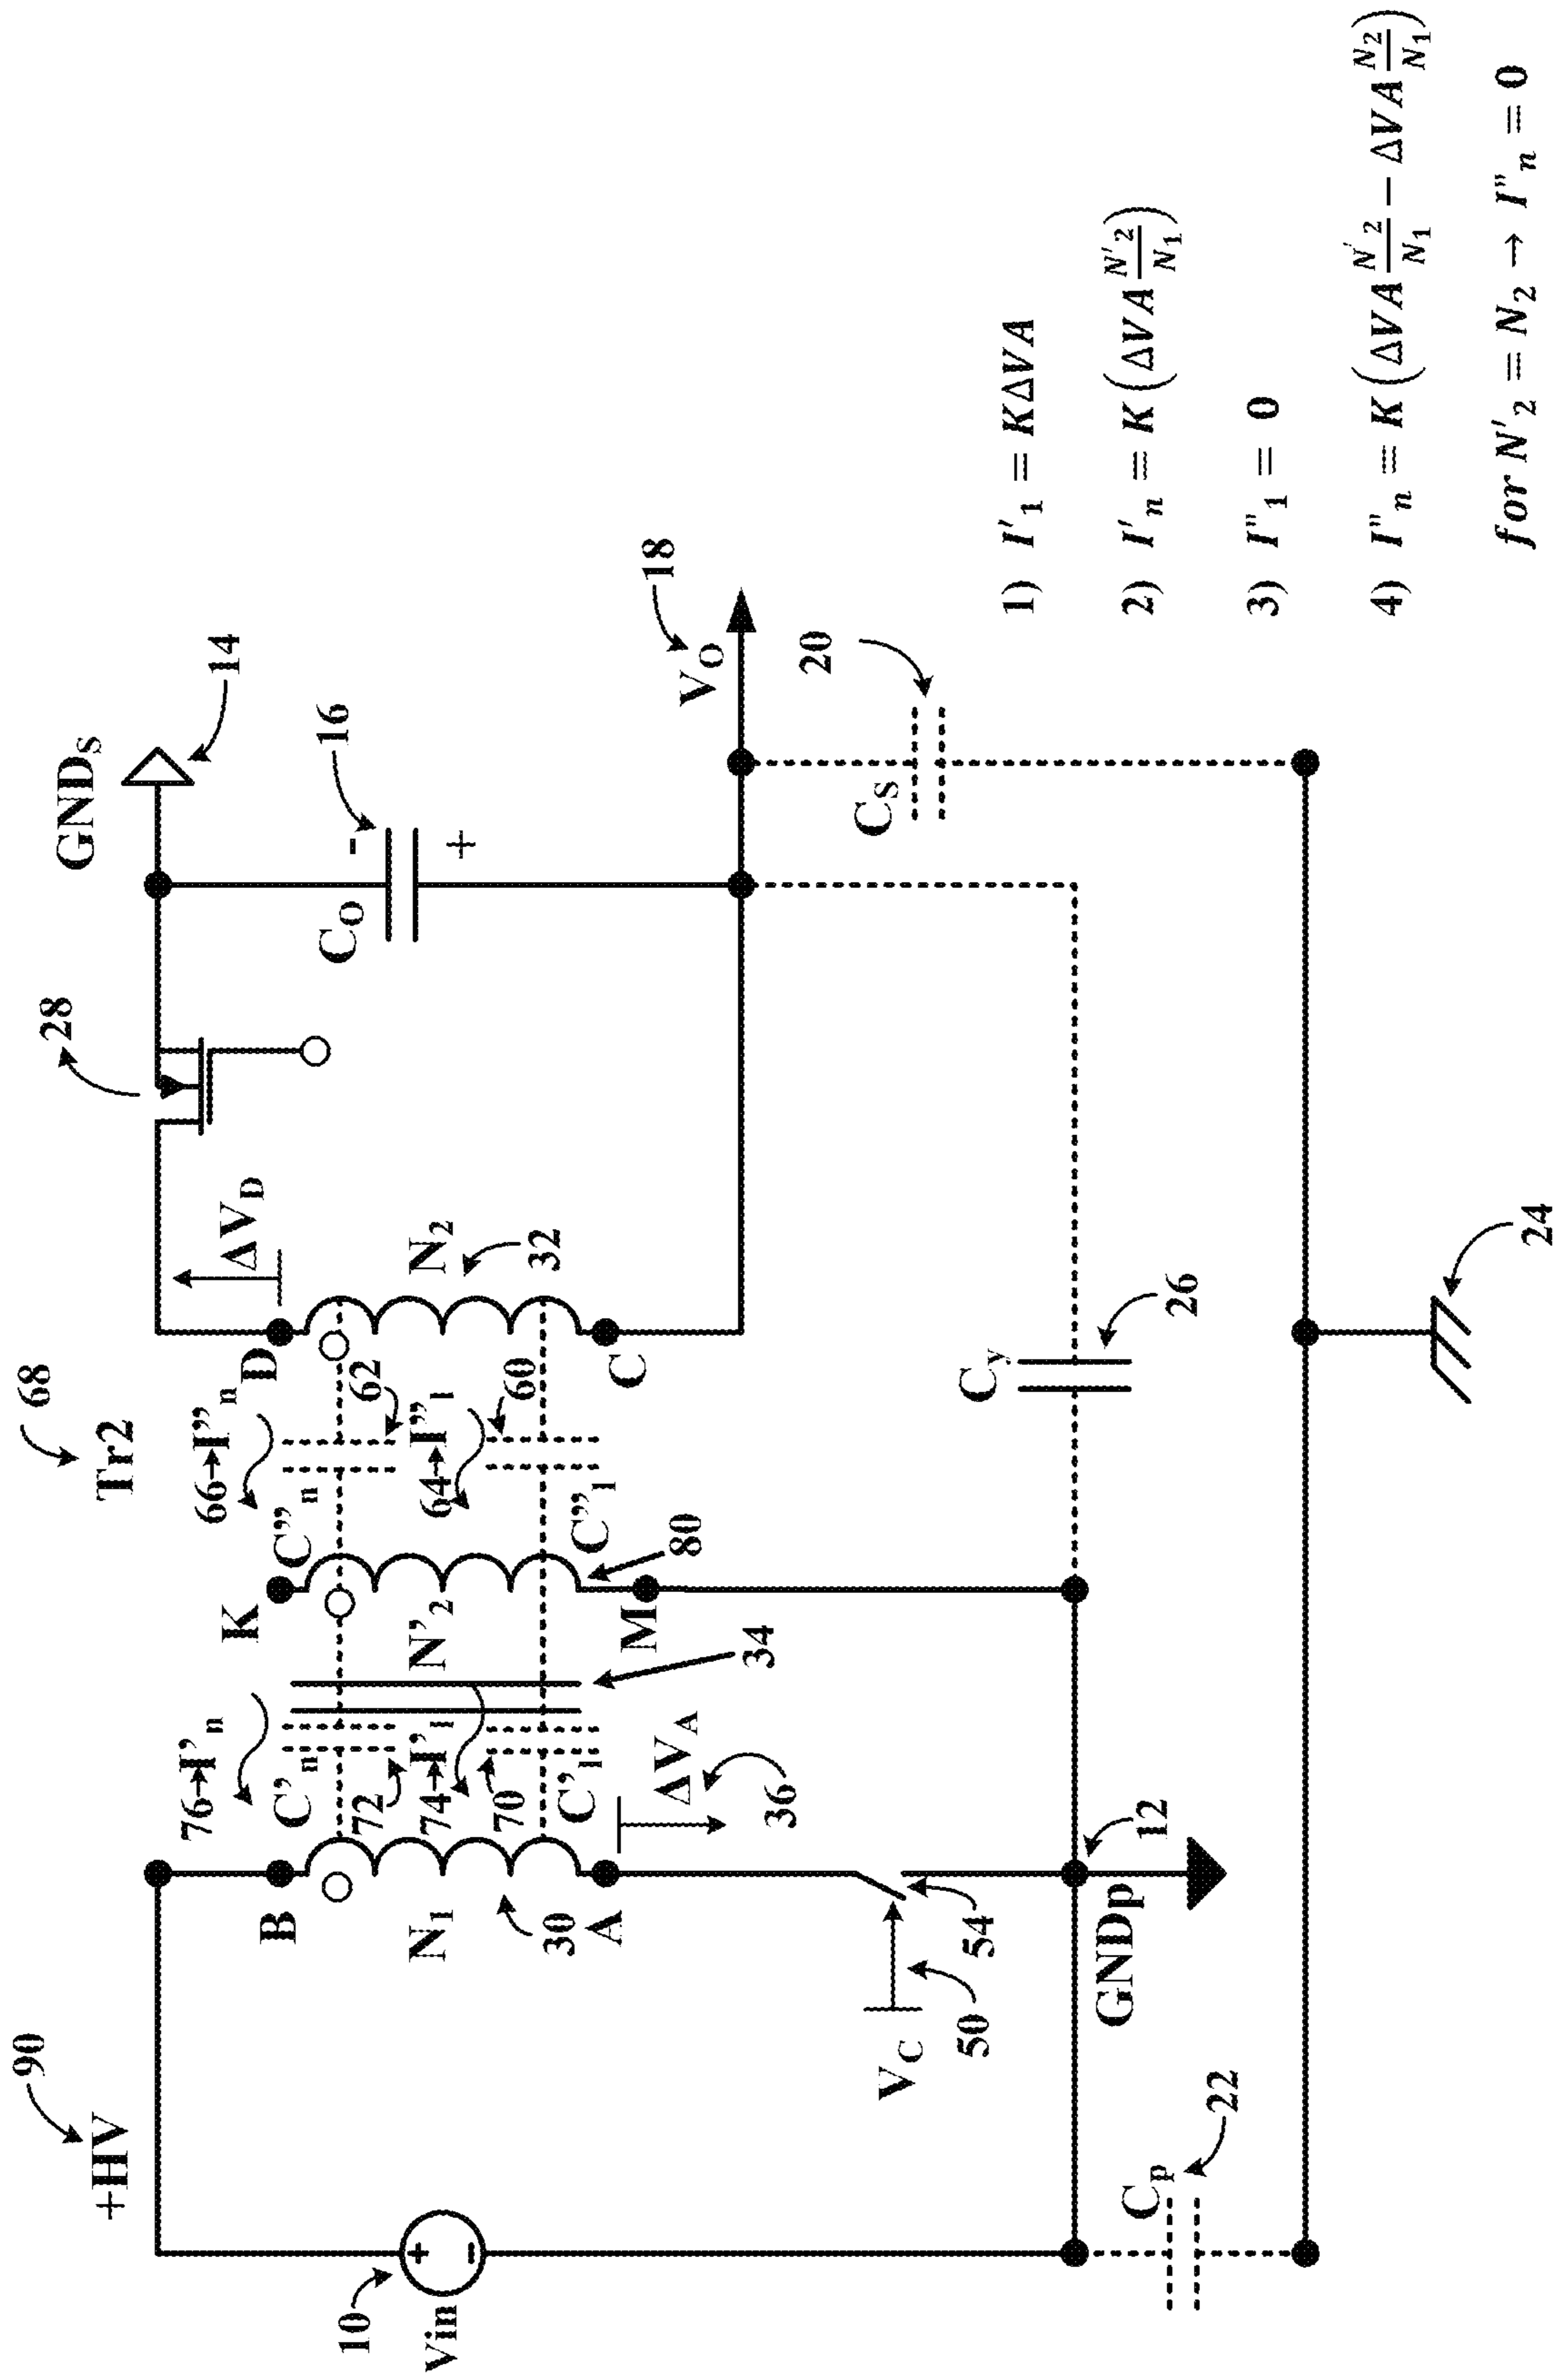 90
+HV
10
Vin
+
-
B
N1
30
A
76→I'n
C'n
72
74→I'1
70
C'1
ΔVA
36
VC
50
54
12
GNDp
Cp
22
68
Tr2
66→I''n
C''n
62
64→I''1
60
C''1
K
N'2
M
80
34
D
ΔVD
N2
32
C
28
GNDS
14
CO
-
+
16
VO
18
CS
20
Cy
26
24
1) I'1 = KΔVA
2) I'n = K(ΔVA N'2/N1)
3) I"1 = 0
4) I"n = K(ΔVA N'2/N1 − ΔVA N2/N1)
for N'2 = N2 → I"n = 0